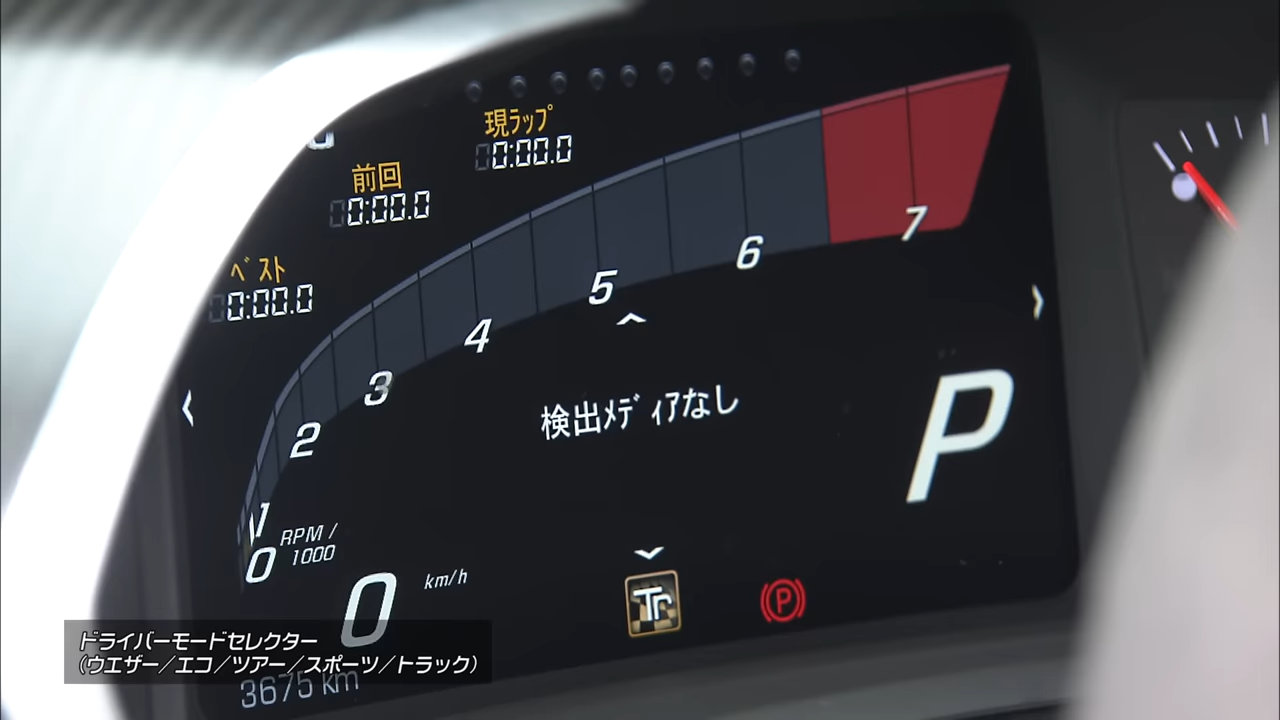 現ラップ
0:00.0
前回
0:00.0
ベスト
0:00.0
7
6
5
4
3
2
1
0
RPM /
1000
検出メディアなし
P
0
km/h
Tr
P
3675 km
ドライバーモードセレクター
(ウエザー/エコ/ツアー/スポーツ/トラック)